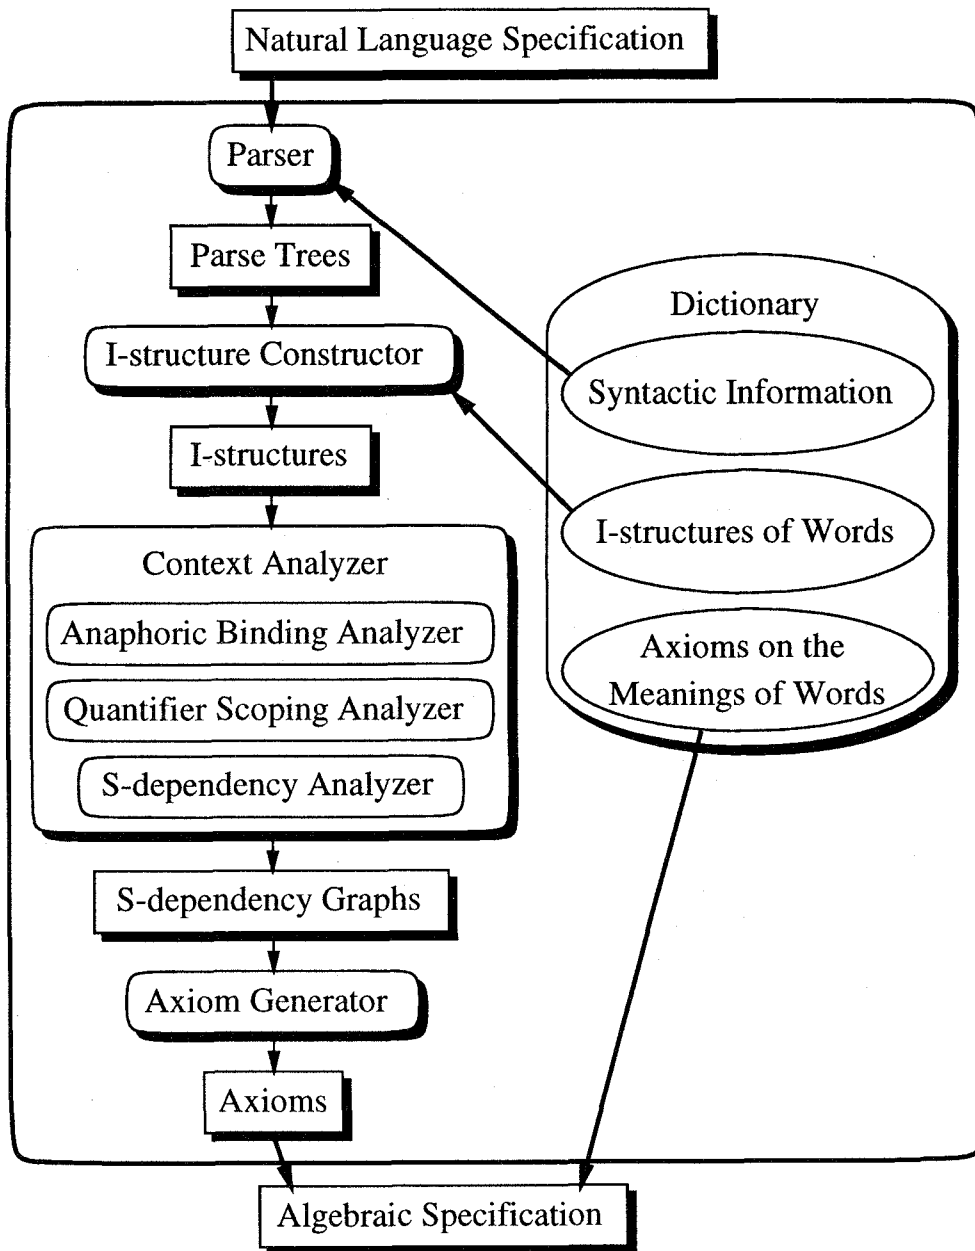 Natural Language Specification
Parser
Parse Trees
I-structure Constructor
I-structures
Context Analyzer
Anaphoric Binding Analyzer
Quantifier Scoping Analyzer
S-dependency Analyzer
S-dependency Graphs
Axiom Generator
Axioms
Dictionary
Syntactic Information
I-structures of Words
Axioms on the
Meanings of Words
Algebraic Specification